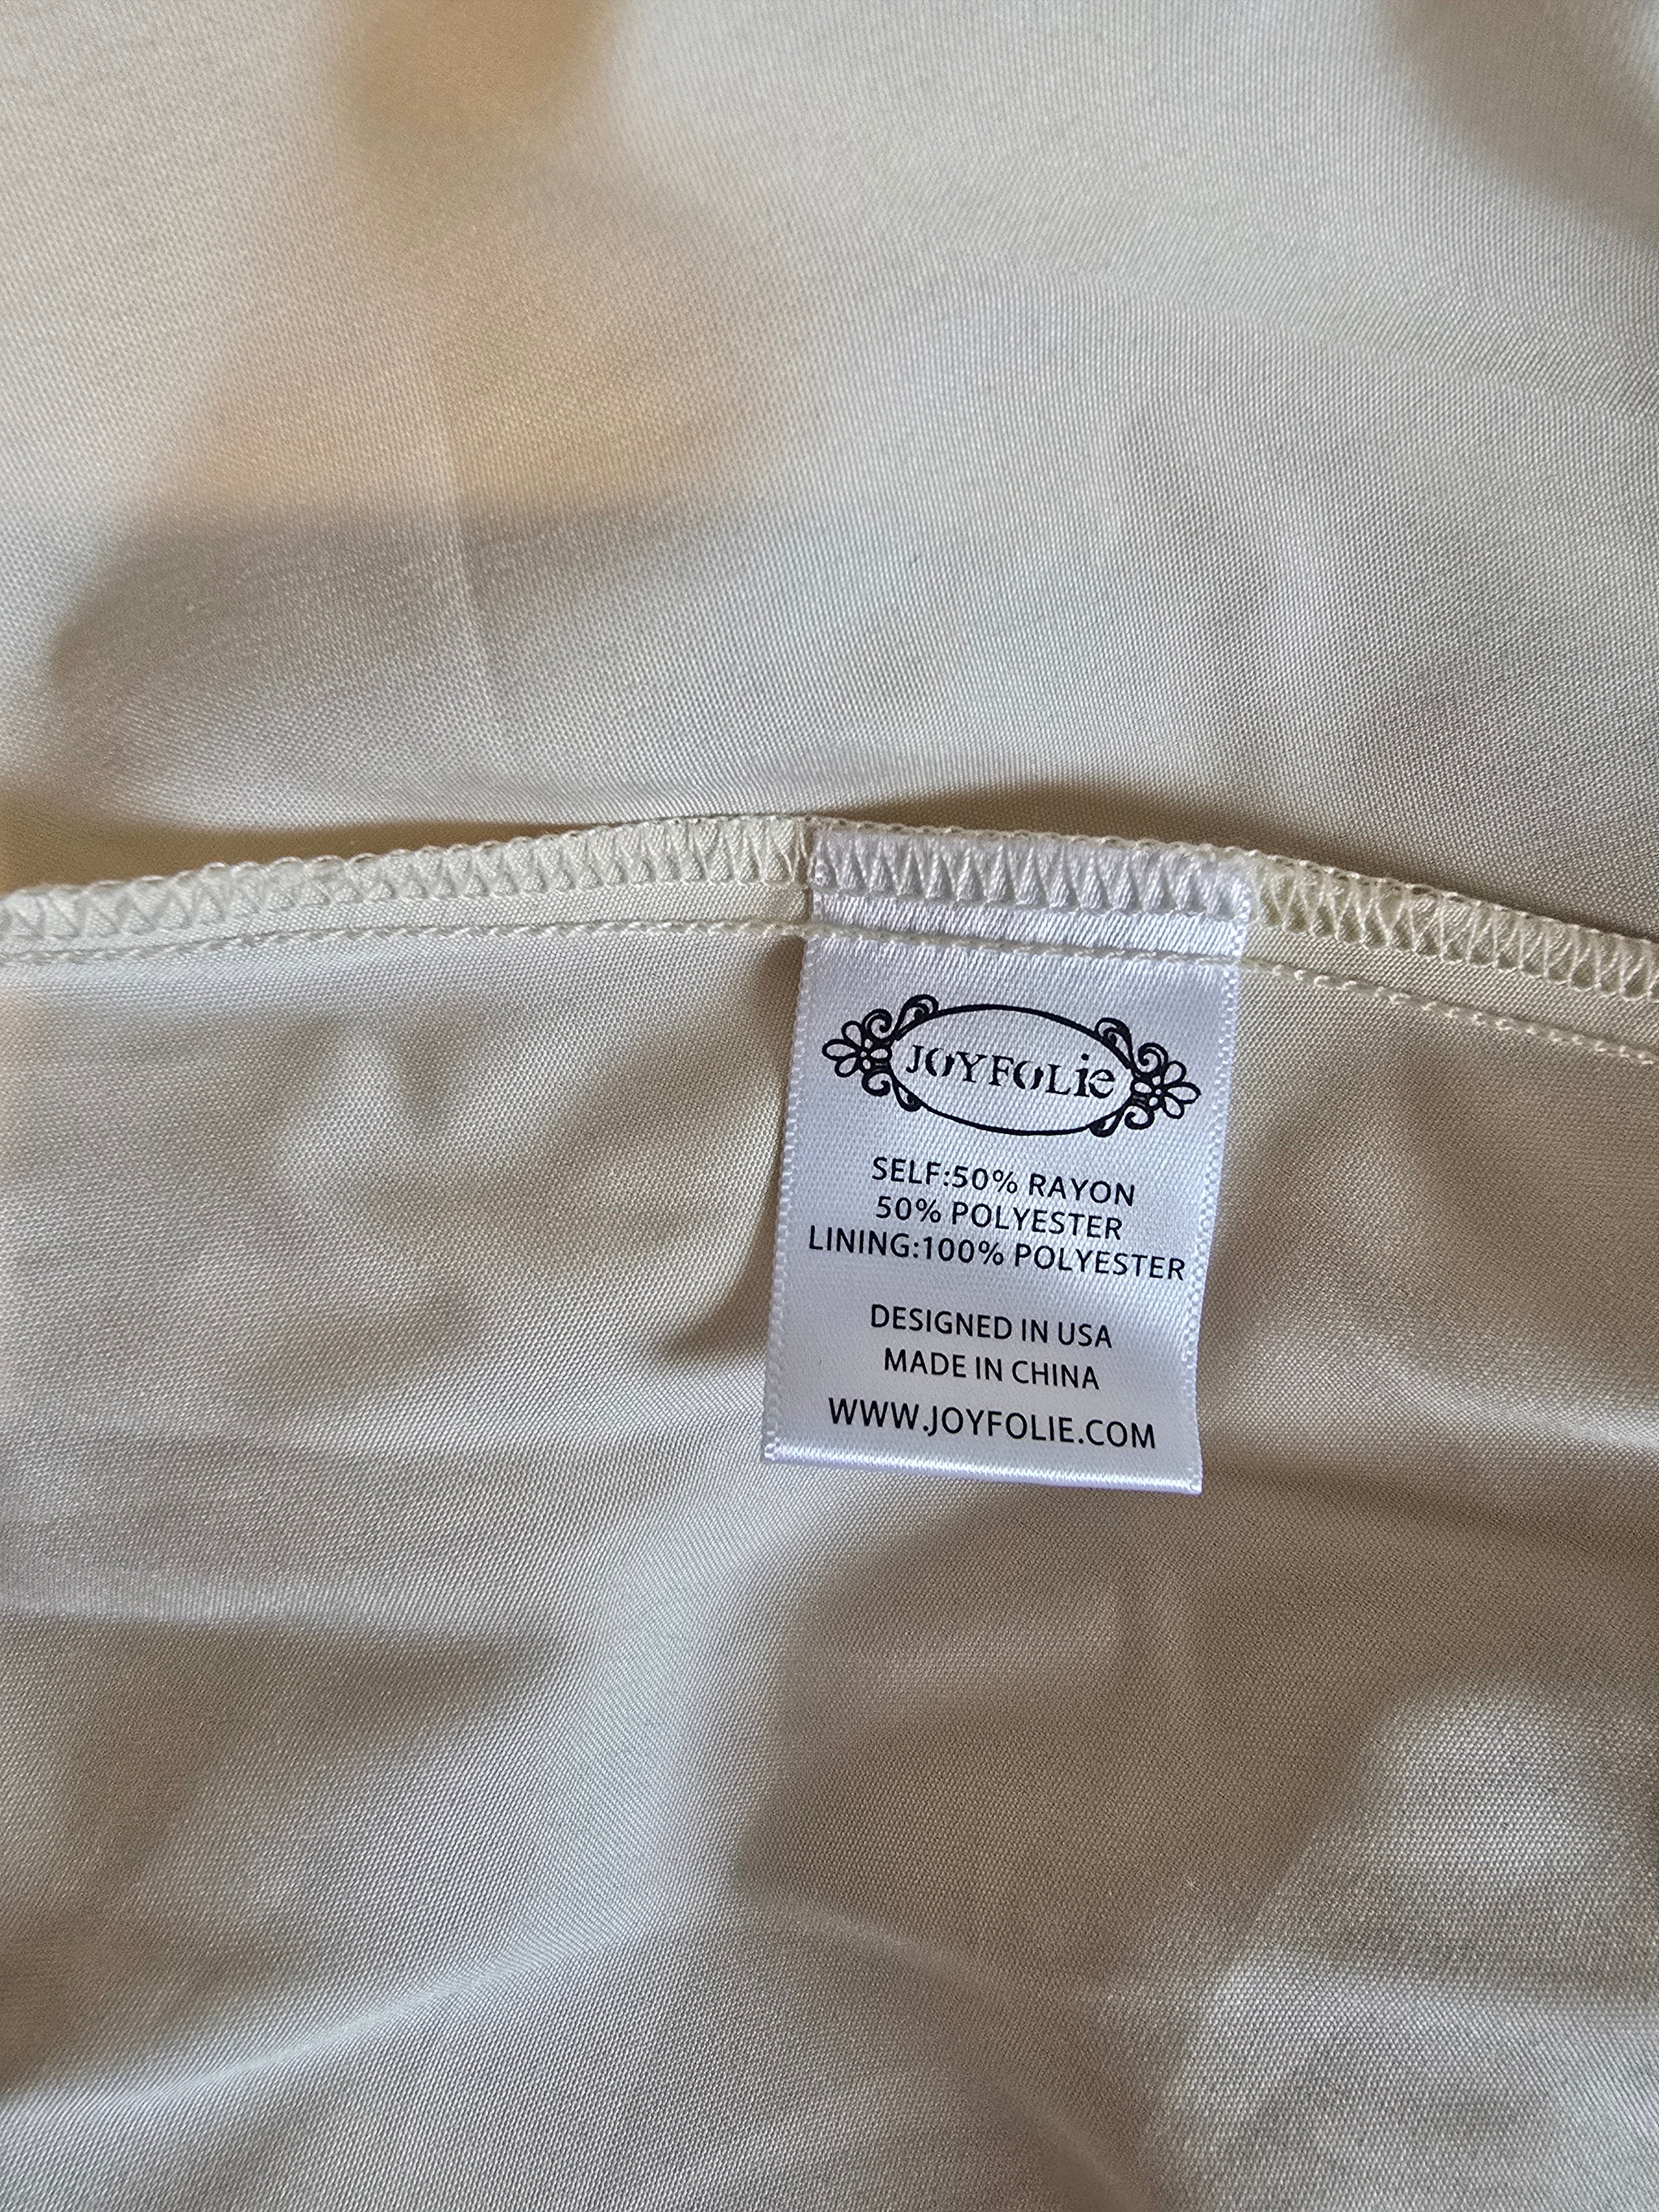 JOYFOLie
SELF:50% RAYON
50% POLYESTER
LINING:100% POLYESTER
DESIGNED IN USA
MADE IN CHINA
WWW.JOYFOLIE.COM